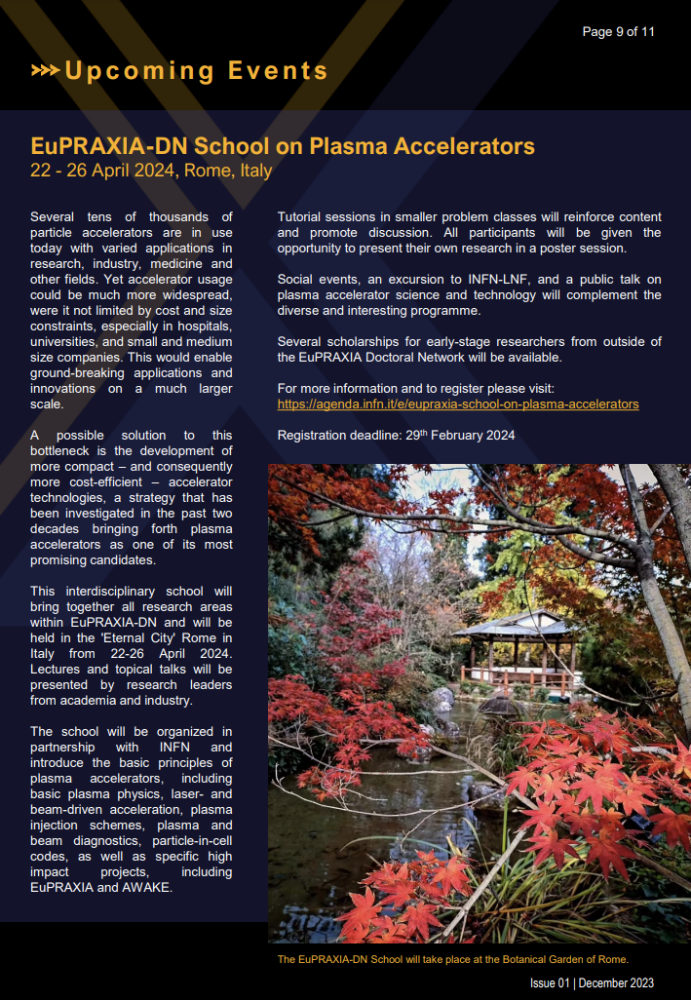 Page 9 of 11
Upcoming Events
EuPRAXIA-DN School on Plasma Accelerators
22 - 26 April 2024, Rome, Italy
Several tens of thousands of
particle accelerators are in use
today with varied applications in
research, industry, medicine and
other fields. Yet accelerator usage
could be much more widespread,
were it not limited by cost and size
constraints, especially in hospitals,
universities, and small and medium
size companies. This would enable
ground-breaking applications and
innovations on a much larger
scale.
A possible solution to this
bottleneck is the development of
more compact – and consequently
more cost-efficient – accelerator
technologies, a strategy that has
been investigated in the past two
decades bringing forth plasma
accelerators as one of its most
promising candidates.
This interdisciplinary school will
bring together all research areas
within EuPRAXIA-DN and will be
held in the 'Eternal City' Rome in
Italy from 22-26 April 2024.
Lectures and topical talks will be
presented by research leaders
from academia and industry.
The school will be organized in
partnership with INFN and
introduce the basic principles of
plasma accelerators, including
basic plasma physics, laser- and
beam-driven acceleration, plasma
injection schemes, plasma and
beam diagnostics, particle-in-cell
codes, as well as specific high
impact projects, including
EuPRAXIA and AWAKE.
Tutorial sessions in smaller problem classes will reinforce content
and promote discussion. All participants will be given the
opportunity to present their own research in a poster session.
Social events, an excursion to INFN-LNF, and a public talk on
plasma accelerator science and technology will complement the
diverse and interesting programme.
Several scholarships for early-stage researchers from outside of
the EuPRAXIA Doctoral Network will be available.
For more information and to register please visit:
https://agenda.infn.it/e/eupraxia-school-on-plasma-accelerators
Registration deadline: 29th February 2024
The EuPRAXIA-DN School will take place at the Botanical Garden of Rome.
Issue 01 | December 2023